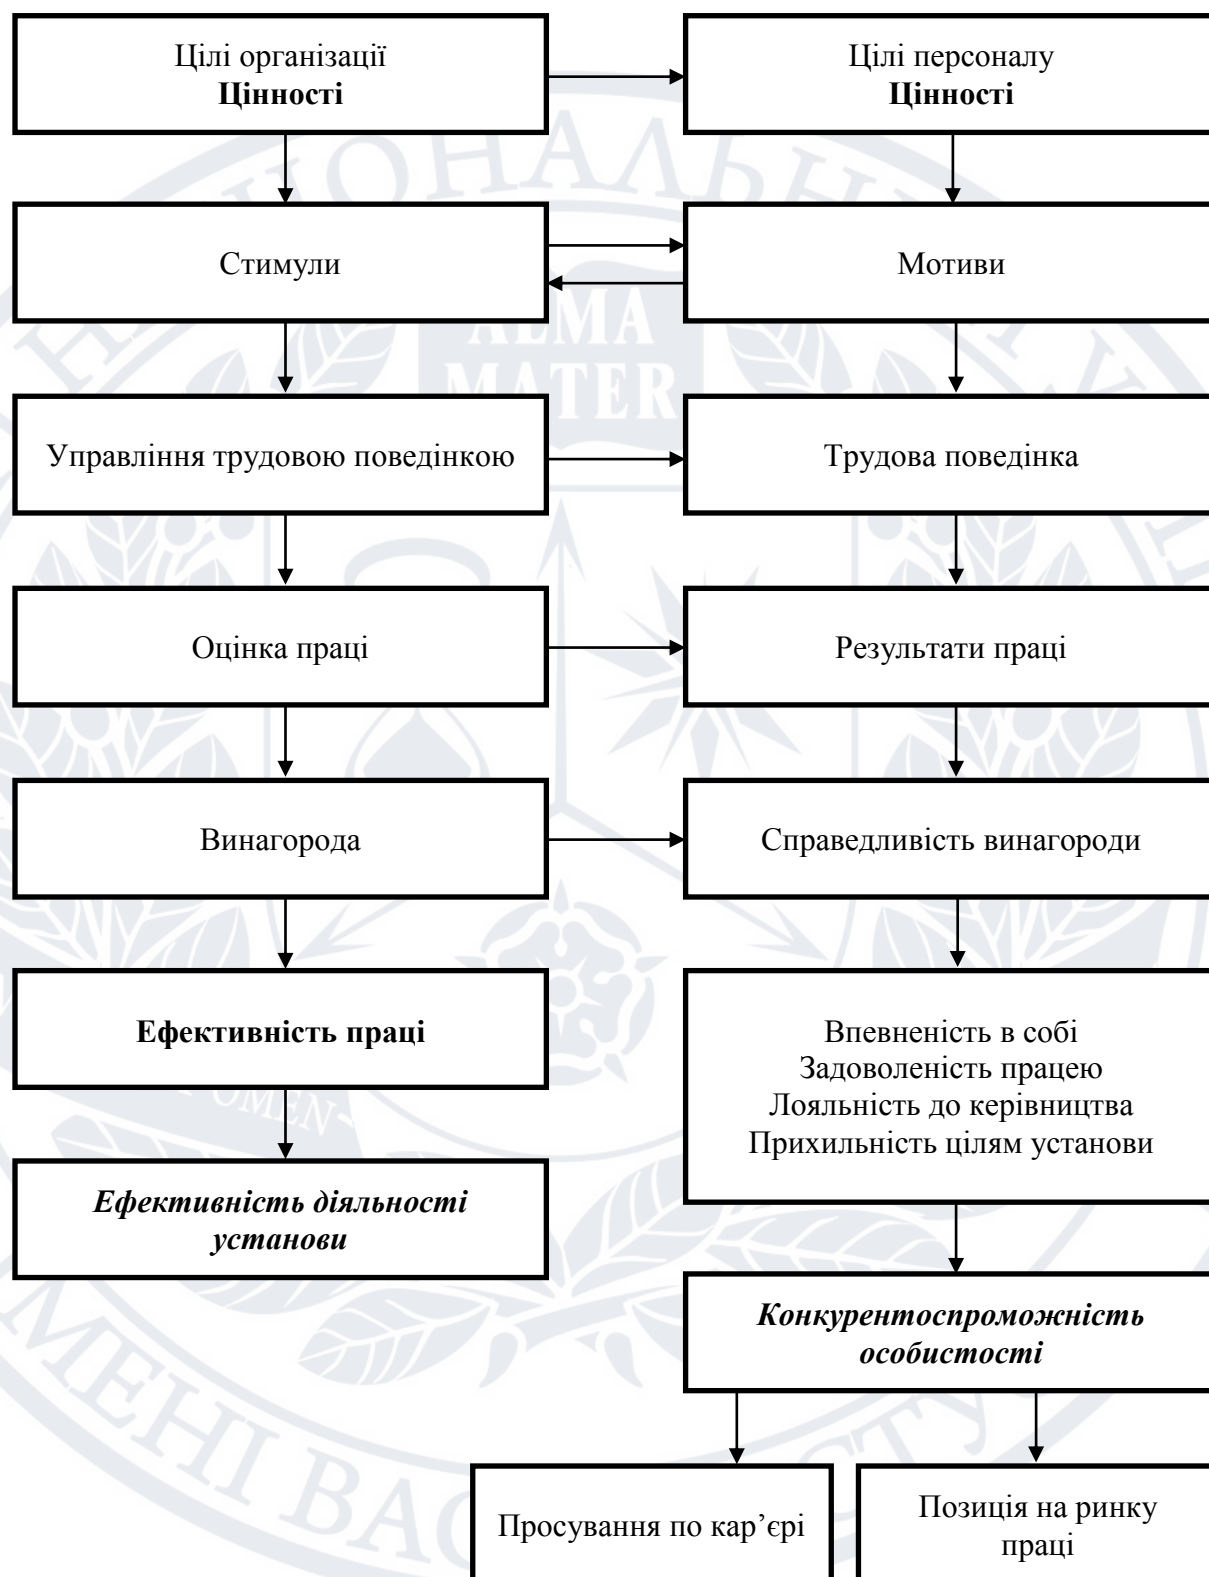 Цілі організації
Цінності
Цілі персоналу
Цінності
Стимули
Мотиви
ALMA
MATER
Управління трудовою поведінкою
Трудова поведінка
Оцінка праці
Результати праці
Винагорода
Справедливість винагороди
Ефективність праці
Впевненість в собі
Задоволеність працею
Лояльність до керівництва
Прихильність цілям установи
Ефективність діяльності
установи
Конкурентоспроможність
особистості
Просування по кар’єрі
Позиція на ринку
праці